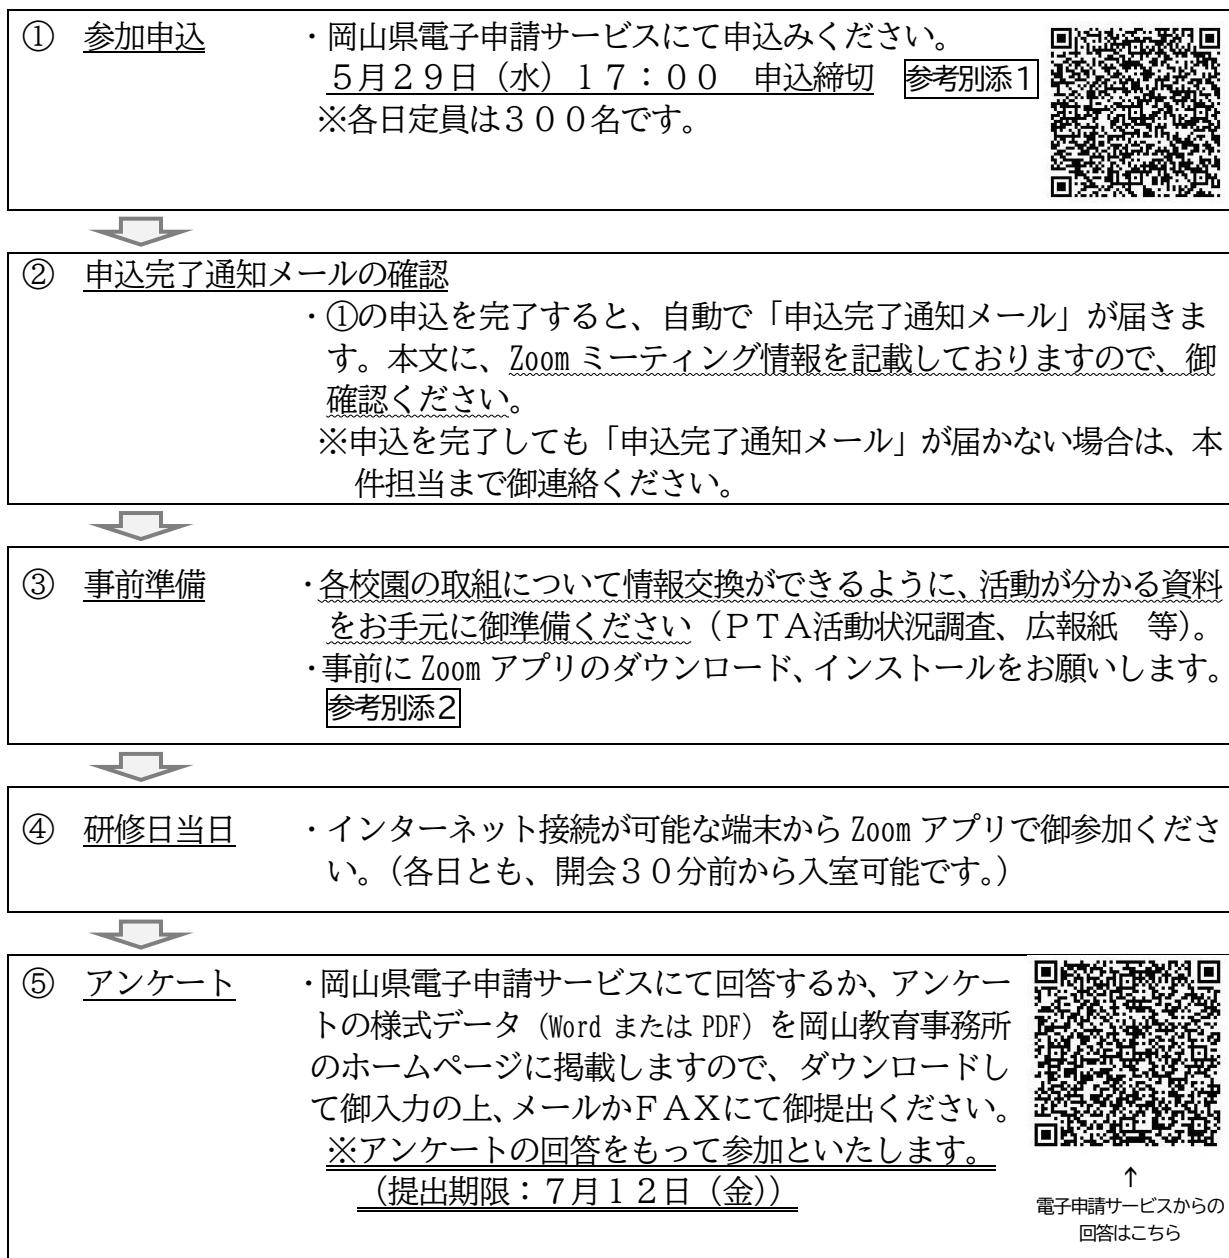 ① 参加申込 ・岡山県電子申請サービスにて申込みください。
５月２９日（水）１７：００　申込締切 参考別添１
※各日定員は３００名です。
② 申込完了通知メールの確認
・①の申込を完了すると、自動で「申込完了通知メール」が届きま
す。本文に、Zoom ミーティング情報を記載しておりますので、御
確認ください。
※申込を完了しても「申込完了通知メール」が届かない場合は、本
件担当まで御連絡ください。
③ 事前準備 ・各校園の取組について情報交換ができるように、活動が分かる資料
をお手元に御準備ください（ＰＴＡ活動状況調査、広報紙　等）。
・事前に Zoom アプリのダウンロード、インストールをお願いします。
参考別添２
④ 研修日当日 ・インターネット接続が可能な端末から Zoom アプリで御参加くださ
い。（各日とも、開会３０分前から入室可能です。）
⑤ アンケート ・岡山県電子申請サービスにて回答するか、アンケー
トの様式データ（Word または PDF）を岡山教育事務所
のホームページに掲載しますので、ダウンロードし
て御入力の上、メールかＦＡＸにて御提出ください。
※アンケートの回答をもって参加といたします。
（提出期限：７月１２日（金））
↑
電子申請サービスからの
回答はこちら